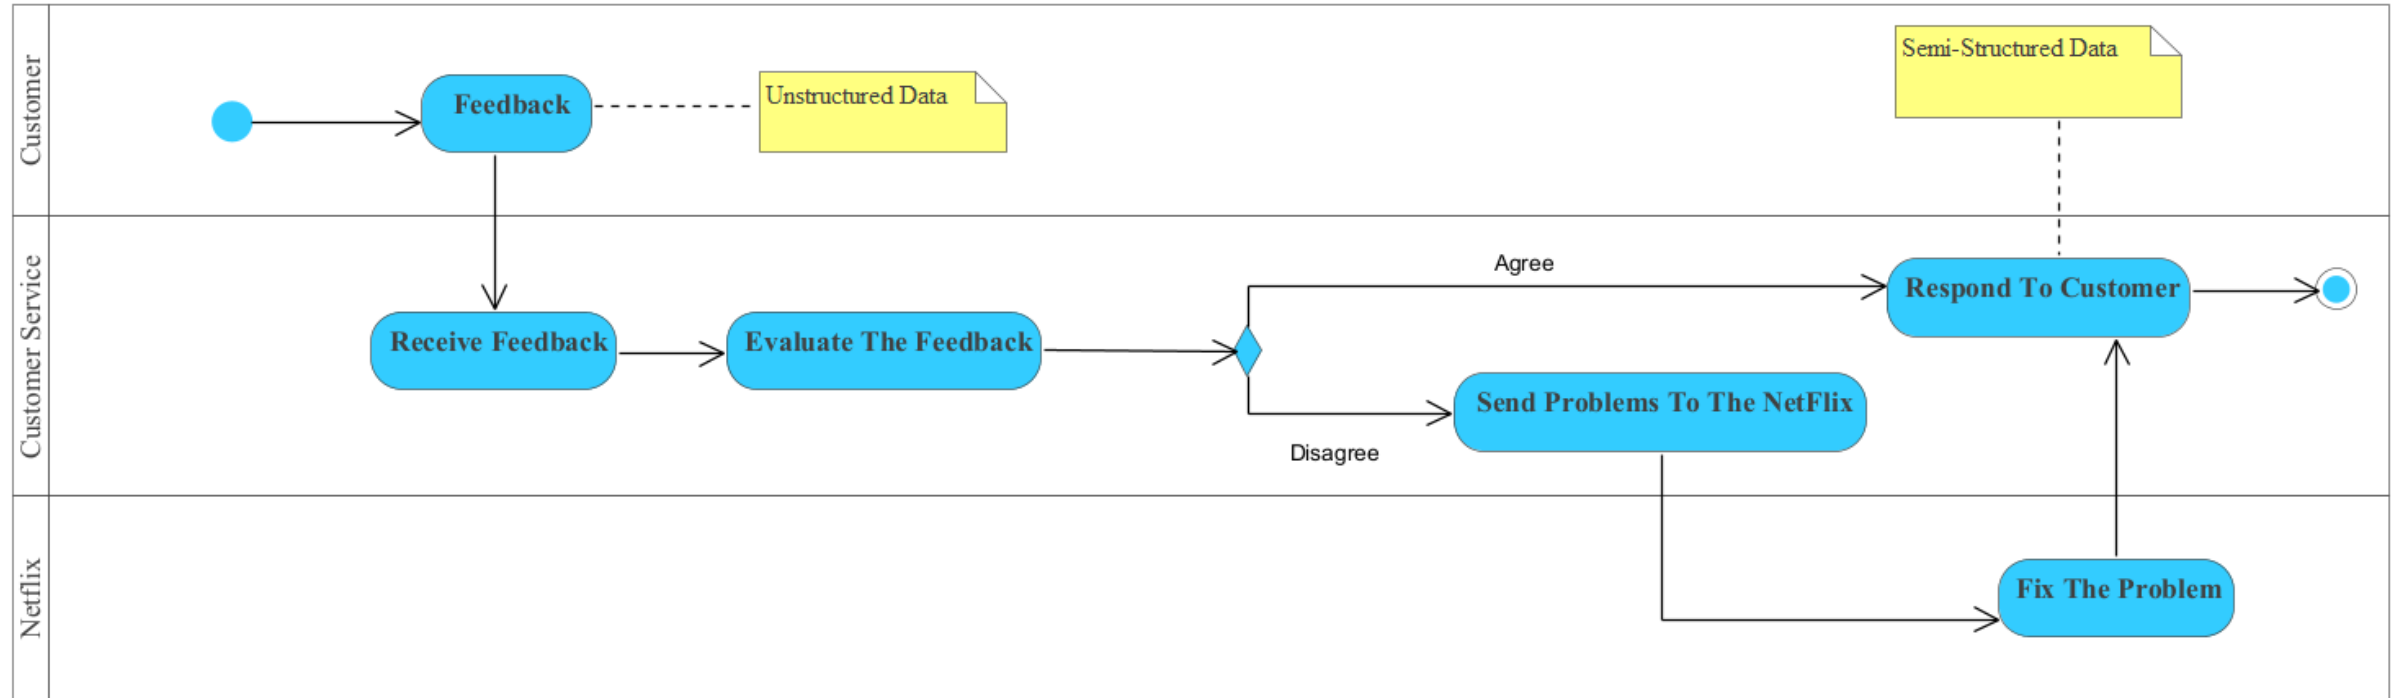 Customer
Feedback
Unstructured Data
Semi-Structured Data
Customer Service
Receive Feedback
Evaluate The Feedback
Agree
Disagree
Send Problems To The NetFlix
Respond To Customer
Netflix
Fix The Problem